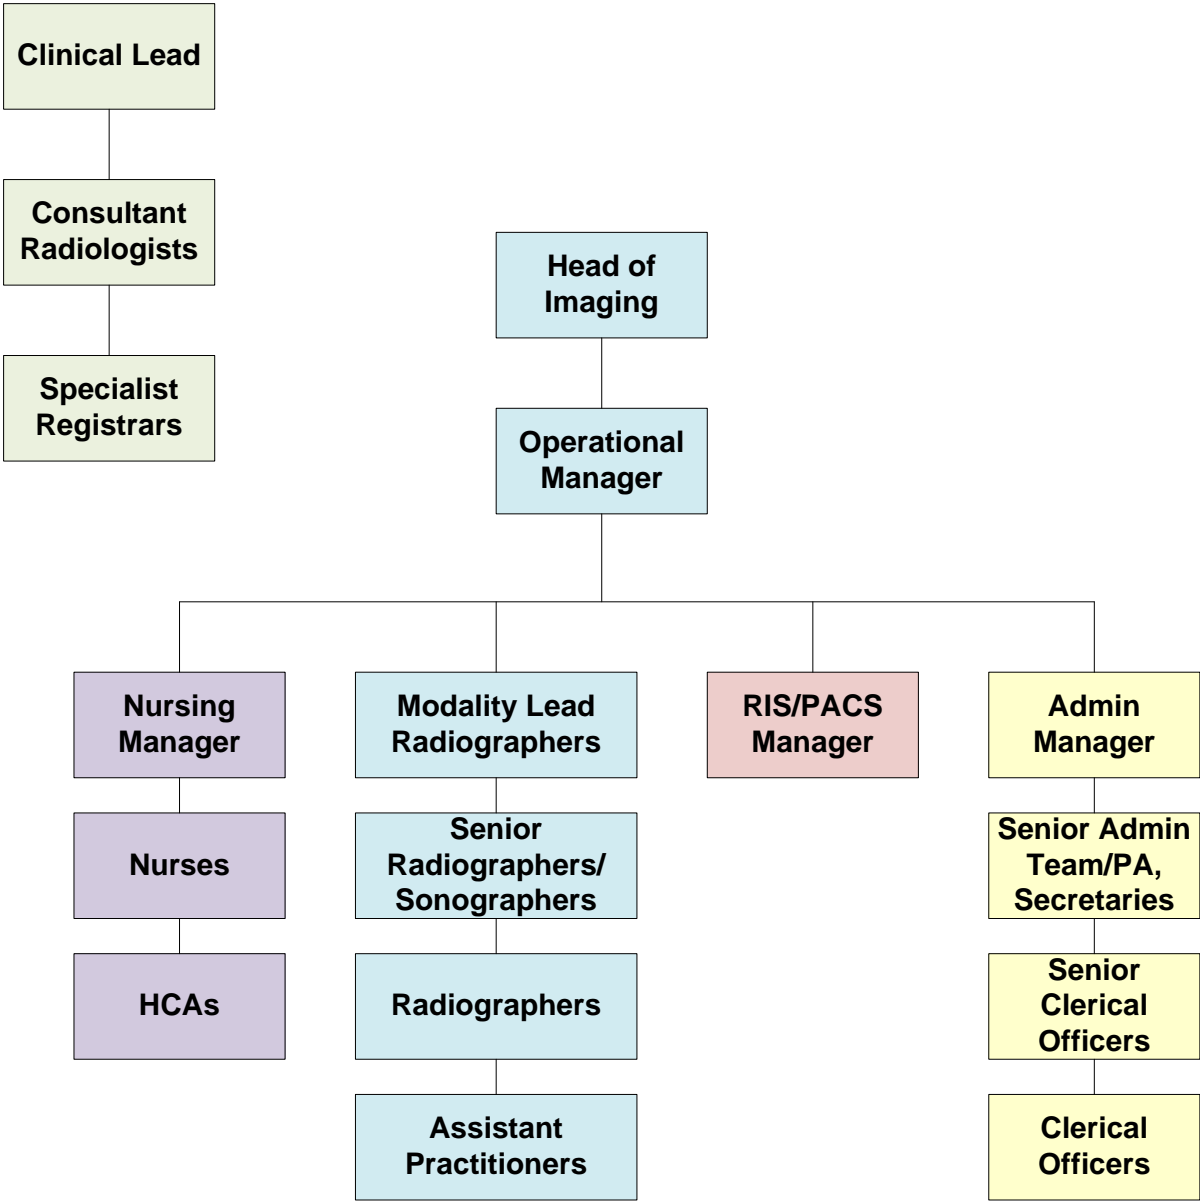 Clinical Lead
Consultant
Radiologists
Specialist
Registrars
Head of
Imaging
Operational
Manager
Nursing
Manager
Nurses
HCAs
Modality Lead
Radiographers
Senior
Radiographers/
Sonographers
Radiographers
Assistant
Practitioners
RIS/PACS
Manager
Admin
Manager
Senior Admin
Team/PA,
Secretaries
Senior
Clerical
Officers
Clerical
Officers